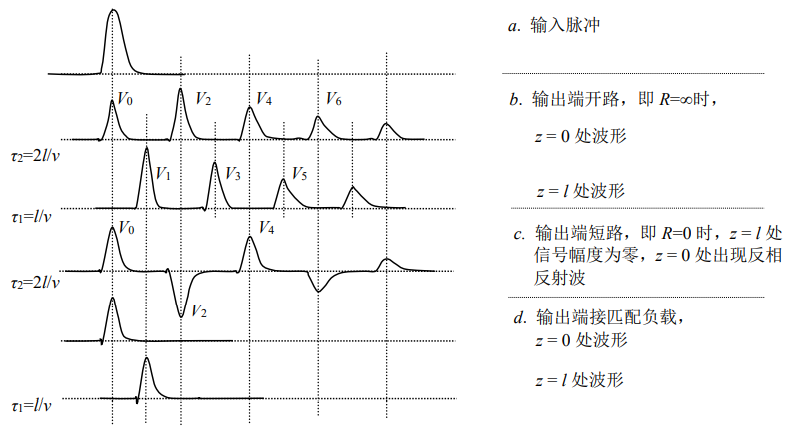 a. 输入脉冲
V0 V2 V4 V6
b. 输出端开路，即 R=∞时，
z = 0 处波形
τ2=2l/v
V1 V3 V5
z = l 处波形
τ1=l/v
V0 V4
c. 输出端短路，即 R=0 时，z = l 处
信号幅度为零，z = 0 处出现反相
反射波
τ2=2l/v
V2
d. 输出端接匹配负载，
z = 0 处波形
z = l 处波形
τ1=l/v